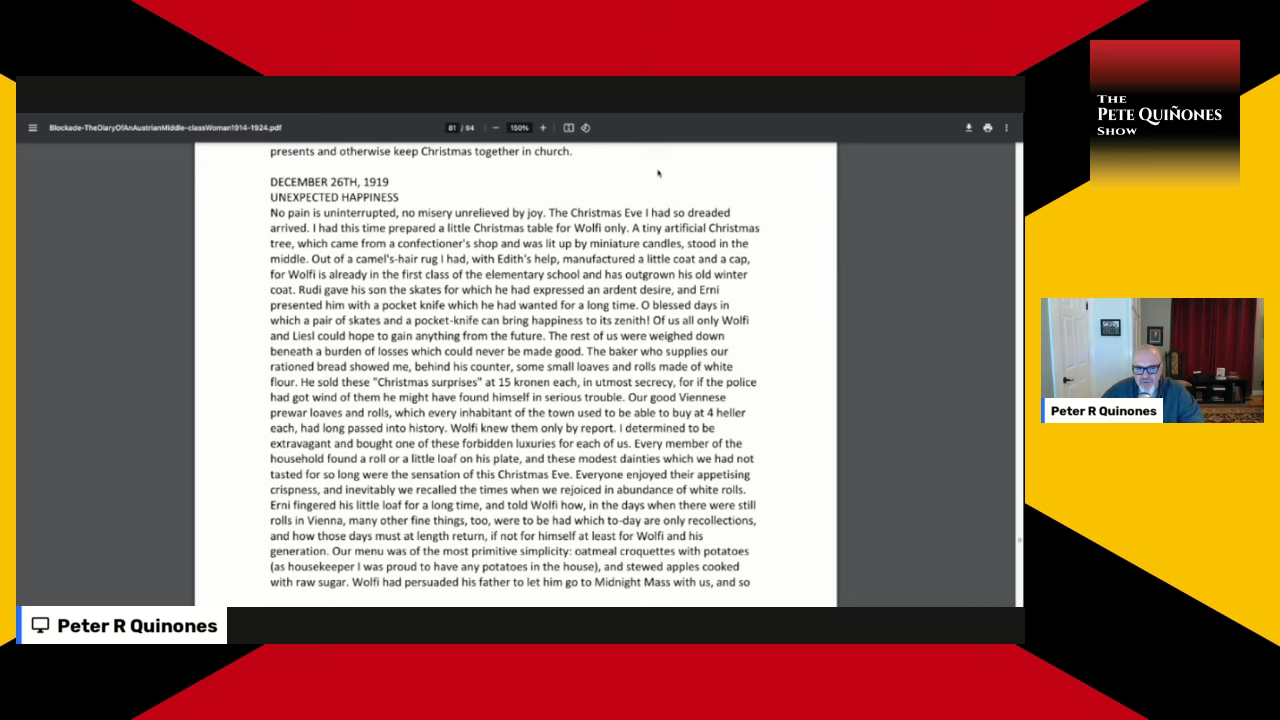 THE
PETE QUIÑONES
SHOW
Blockade-TheDiaryOfAnAustrianMiddle-classWoman1914-1924.pdf
81 / 94
150%
presents and otherwise keep Christmas together in church.
DECEMBER 26TH, 1919
UNEXPECTED HAPPINESS
No pain is uninterrupted, no misery unrelieved by joy. The Christmas Eve I had so dreaded
arrived. I had this time prepared a little Christmas table for Wolfi only. A tiny artificial Christmas
tree, which came from a confectioner's shop and was lit up by miniature candles, stood in the
middle. Out of a camel's-hair rug I had, with Edith's help, manufactured a little coat and a cap,
for Wolfi is already in the first class of the elementary school and has outgrown his old winter
coat. Rudi gave his son the skates for which he had expressed an ardent desire, and Erni
presented him with a pocket knife which he had wanted for a long time. O blessed days in
which a pair of skates and a pocket-knife can bring happiness to its zenith! Of us all only Wolfi
and Liesl could hope to gain anything from the future. The rest of us were weighed down
beneath a burden of losses which could never be made good. The baker who supplies our
rationed bread showed me, behind his counter, some small loaves and rolls made of white
flour. He sold these "Christmas surprises" at 15 kronen each, in utmost secrecy, for if the police
had got wind of them he might have found himself in serious trouble. Our good Viennese
prewar loaves and rolls, which every inhabitant of the town used to be able to buy at 4 heller
each, had long passed into history. Wolfi knew them only by report. I determined to be
extravagant and bought one of these forbidden luxuries for each of us. Every member of the
household found a roll or a little loaf on his plate, and these modest dainties which we had not
tasted for so long were the sensation of this Christmas Eve. Everyone enjoyed their appetising
crispness, and inevitably we recalled the times when we rejoiced in abundance of white rolls.
Erni fingered his little loaf for a long time, and told Wolfi how, in the days when there were still
rolls in Vienna, many other fine things, too, were to be had which to-day are only recollections,
and how those days must at length return, if not for himself at least for Wolfi and his
generation. Our menu was of the most primitive simplicity: oatmeal croquettes with potatoes
(as housekeeper I was proud to have any potatoes in the house), and stewed apples cooked
with raw sugar. Wolfi had persuaded his father to let him go to Midnight Mass with us, and so
Peter R Quinones
Peter R Quinones